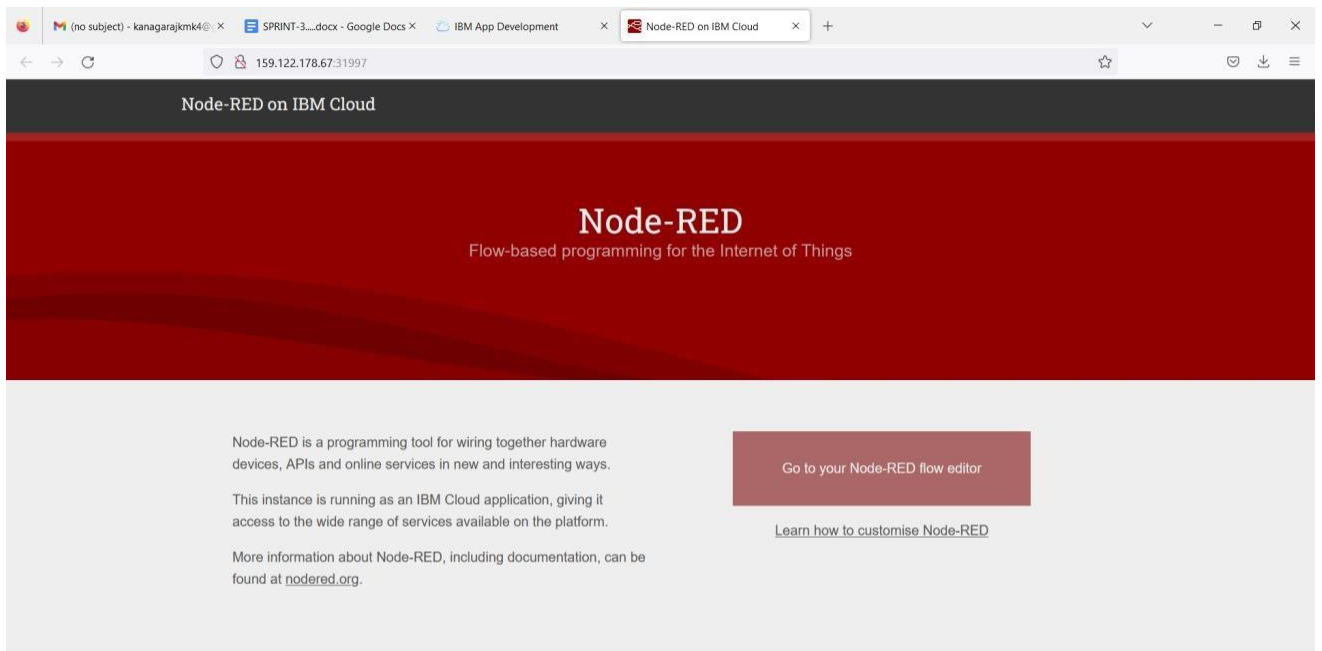 (no subject) - kanagarajkmk4@
SPRINT-3....docx - Google Docs
IBM App Development
Node-RED on IBM Cloud
159.122.178.67:31997
Node-RED on IBM Cloud
Node-RED
Flow-based programming for the Internet of Things
Node-RED is a programming tool for wiring together hardware
devices, APIs and online services in new and interesting ways.
This instance is running as an IBM Cloud application, giving it
access to the wide range of services available on the platform.
More information about Node-RED, including documentation, can be
found at nodered.org.
Go to your Node-RED flow editor
Learn how to customise Node-RED